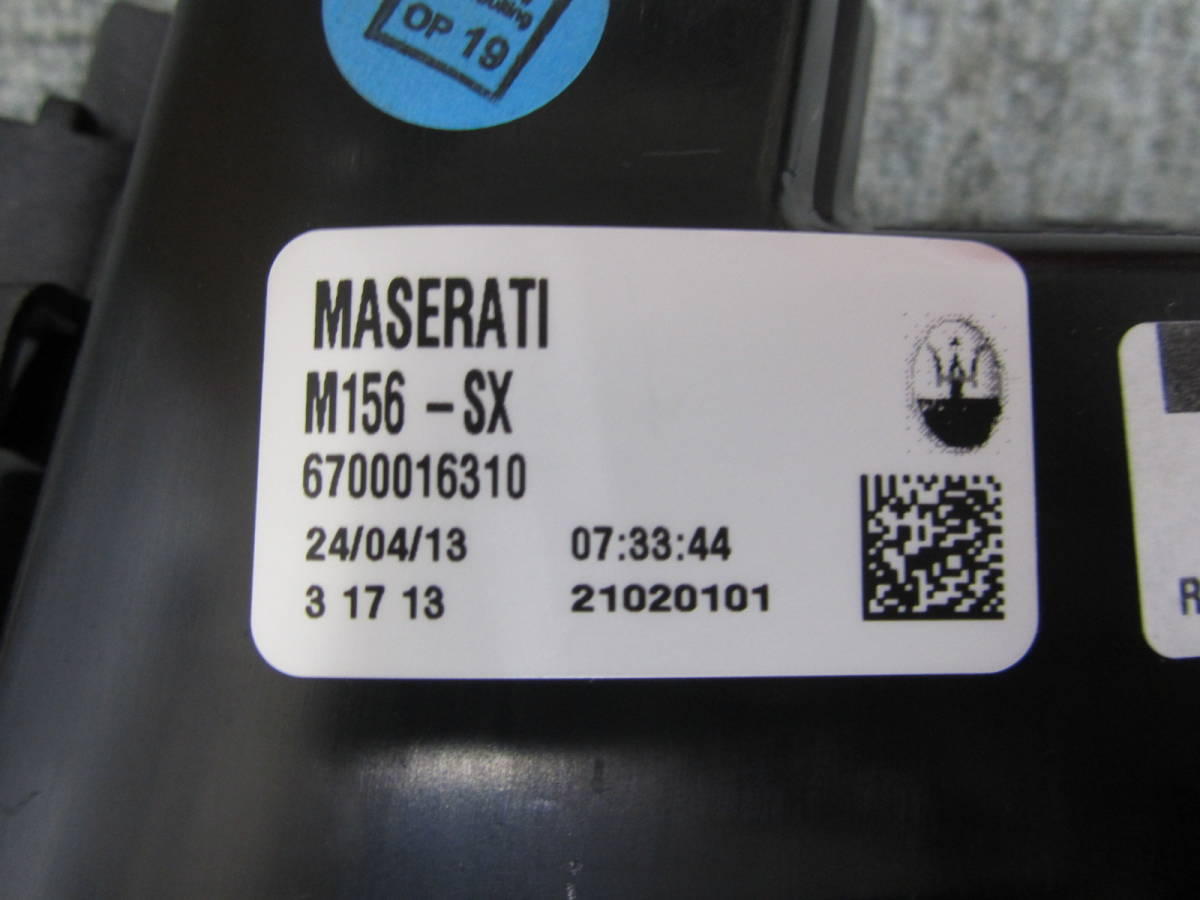 OP 19
MASERATI
M156 -SX
6700016310
24/04/13 07:33:44
3 17 13 21020101
R